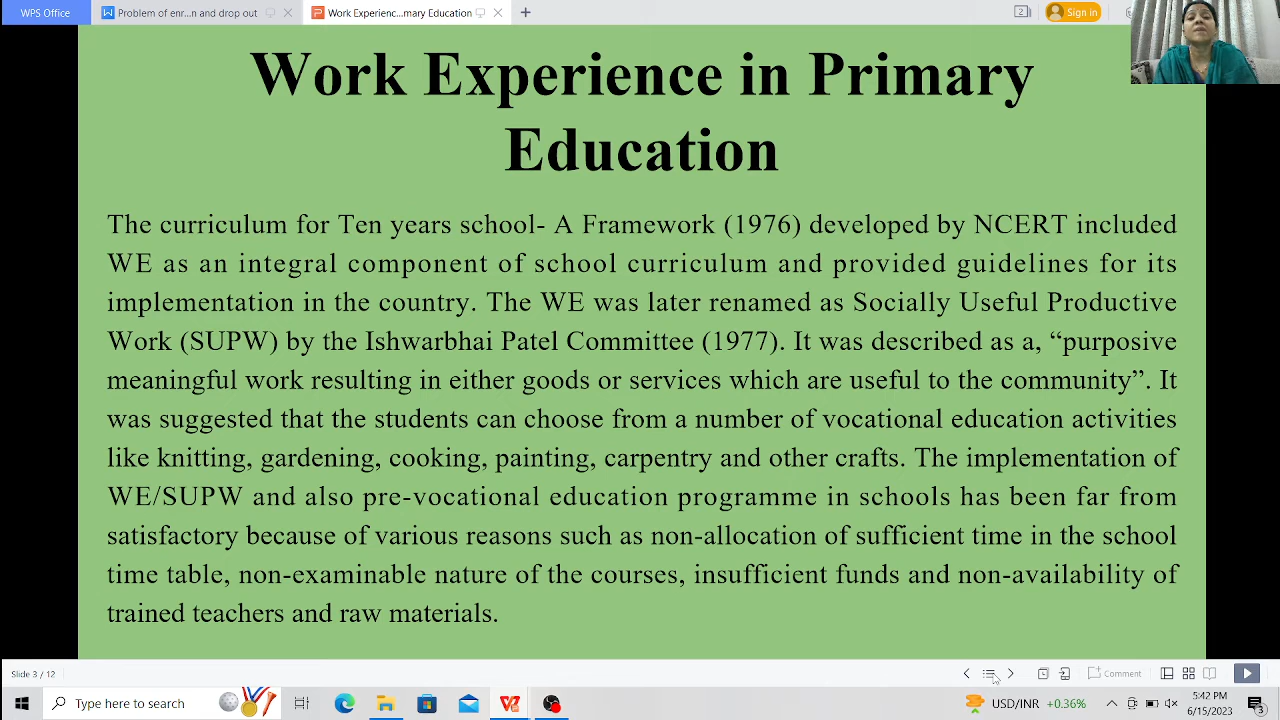 WPS Office
Problem of enr...n and drop out
Work Experienc...mary Education
+
2
Sign in
Work Experience in Primary
Education
The curriculum for Ten years school- A Framework (1976) developed by NCERT included
WE as an integral component of school curriculum and provided guidelines for its
implementation in the country. The WE was later renamed as Socially Useful Productive
Work (SUPW) by the Ishwarbhai Patel Committee (1977). It was described as a, “purposive
meaningful work resulting in either goods or services which are useful to the community”. It
was suggested that the students can choose from a number of vocational education activities
like knitting, gardening, cooking, painting, carpentry and other crafts. The implementation of
WE/SUPW and also pre-vocational education programme in schools has been far from
satisfactory because of various reasons such as non-allocation of sufficient time in the school
time table, non-examinable nature of the courses, insufficient funds and non-availability of
trained teachers and raw materials.
Slide 3 / 12
Comment
Type here to search
USD/INR +0.36%
6/15/2023
3